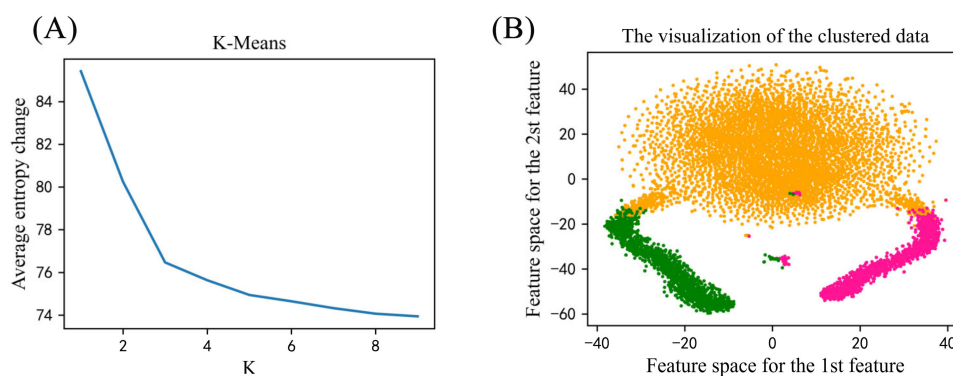 (A)
K-Means
Average entropy change
84
82
80
78
76
74
2
4
6
8
K
(B)
The visualization of the clustered data
Feature space for the 2st feature
40
20
0
−20
−40
−60
−40
−20
0
20
40
Feature space for the 1st feature